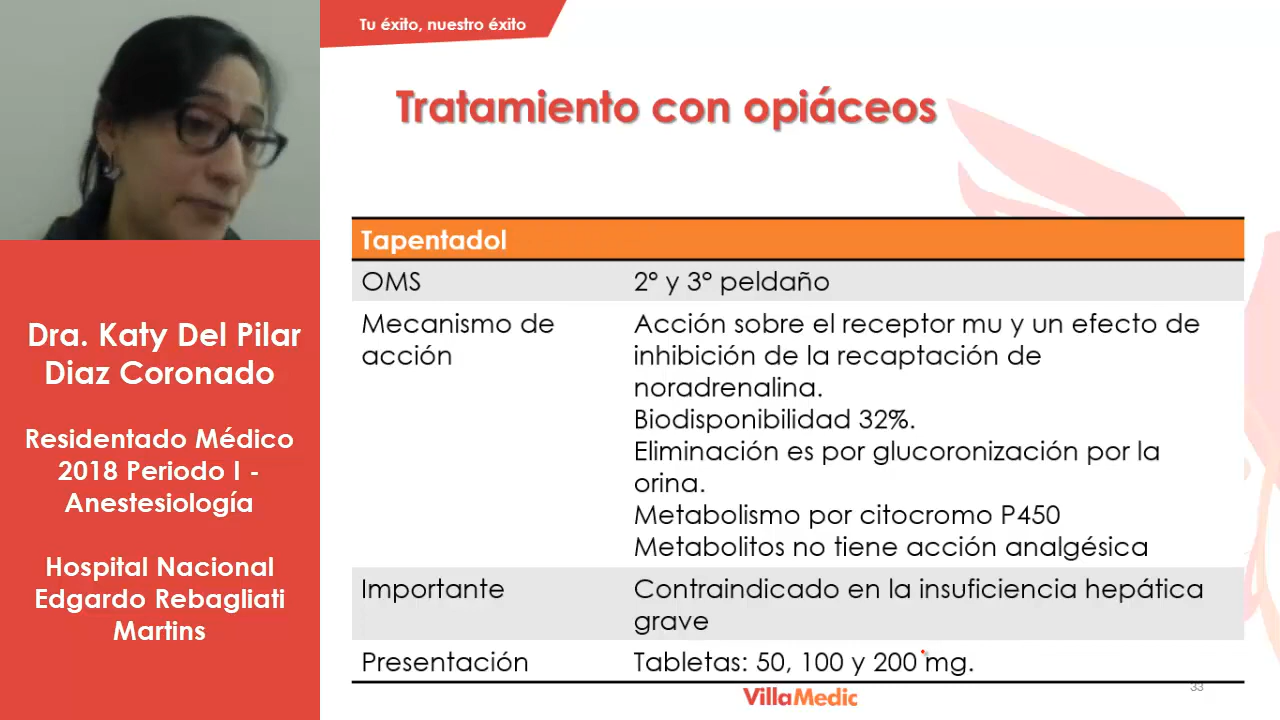 Tu éxito, nuestro éxito
Tratamiento con opiáceos
Dra. Katy Del Pilar
Diaz Coronado
Residentado Médico
2018 Periodo I -
Anestesiología
Hospital Nacional
Edgardo Rebagliati
Martins
Tapentadol
OMS
2° y 3° peldaño
Mecanismo de
acción
Acción sobre el receptor mu y un efecto de
inhibición de la recaptación de
noradrenalina.
Biodisponibilidad 32%.
Eliminación es por glucoronización por la
orina.
Metabolismo por citocromo P450
Metabolitos no tiene acción analgésica
Importante
Contraindicado en la insuficiencia hepática
grave
Presentación
Tabletas: 50, 100 y 200 mg.
VillaMedic
33